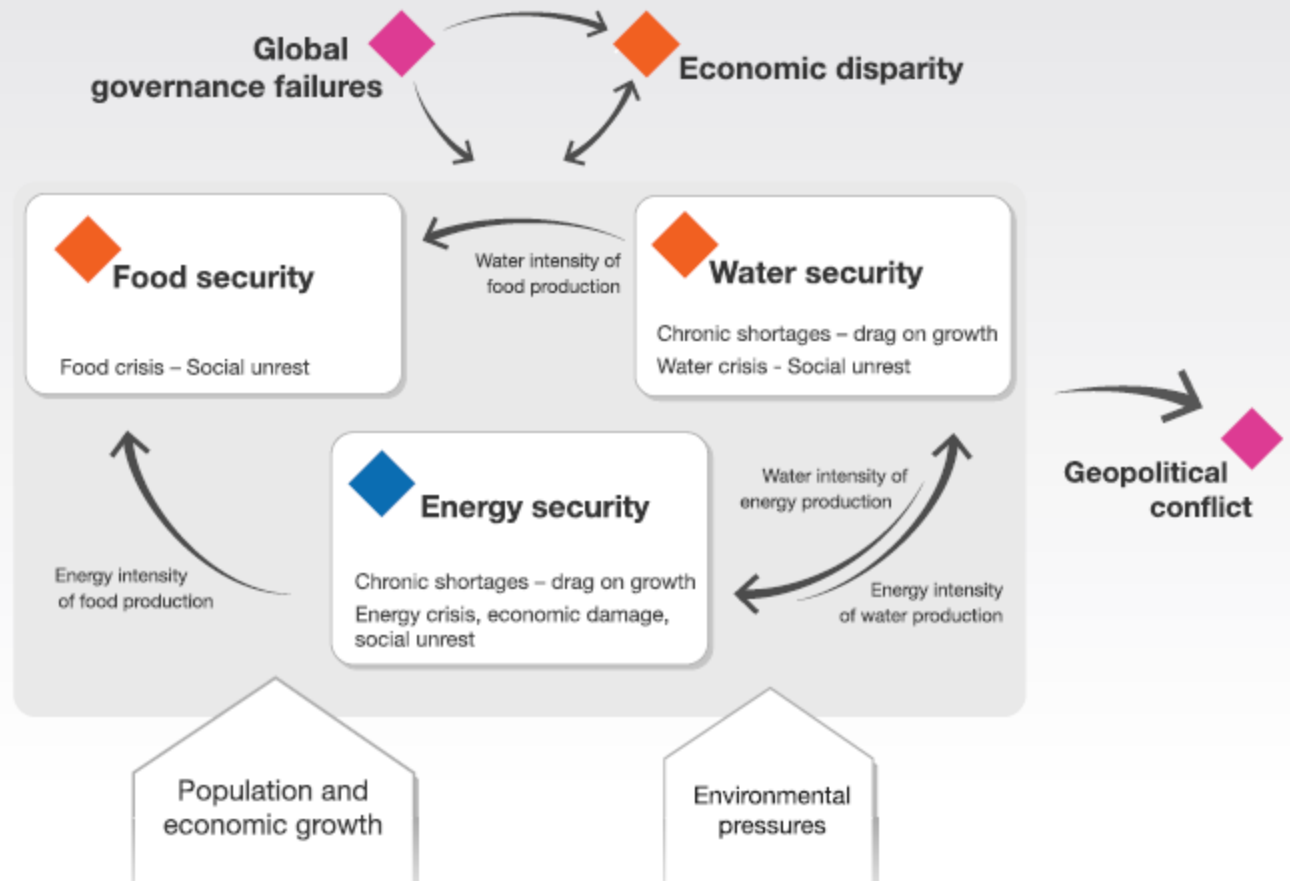 Global
governance failures
Economic disparity
Food security
Food crisis – Social unrest
Water intensity of
food production
Water security
Chronic shortages – drag on growth
Water crisis - Social unrest
Energy security
Chronic shortages – drag on growth
Energy crisis, economic damage,
social unrest
Water intensity of
energy production
Energy intensity
of food production
Energy intensity
of water production
Geopolitical
conflict
Population and
economic growth
Environmental
pressures